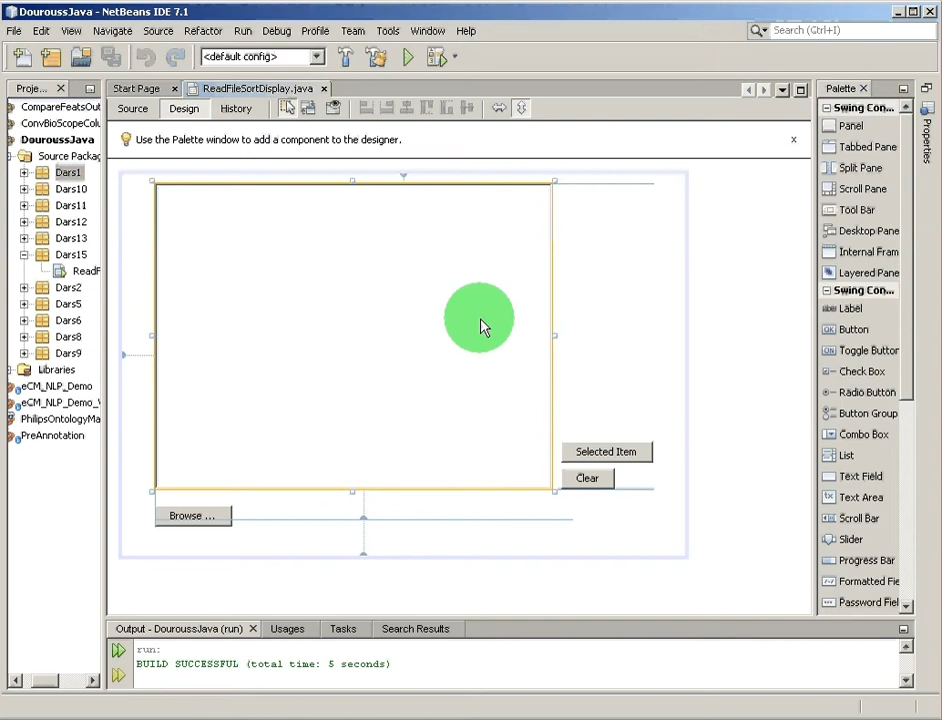 DouroussJava - NetBeans IDE 7.1
File Edit View Navigate Source Refactor Run Debug Profile Team Tools Window Help
Search (Ctrl+I)
<default config>
Proje...
Start Page
ReadFileSortDisplay.java
Palette
Source Design History
Use the Palette window to add a component to the designer.
x
CompareFeatsOut
ConvBioScopeColu
DouroussJava
Source Packag
Dars1
Dars10
Dars11
Dars12
Dars13
Dars15
ReadF
Dars2
Dars5
Dars6
Dars8
Dars9
Libraries
eCM_NLP_Demo
eCM_NLP_Demo_
PhilipsOntologyMa
PreAnnotation
Selected Item
Clear
Browse ...
Swing Con...
Panel
Tabbed Pane
Split Pane
Scroll Pane
Tool Bar
Desktop Pane
Internal Fram
Layered Pane
Swing Con...
Label
Button
Toggle Button
Check Box
Radio Button
Button Group
Combo Box
List
Text Field
Text Area
Scroll Bar
Slider
Progress Bar
Formatted Fie
Password Fiel
Properties
Output - DouroussJava (run) Usages Tasks Search Results
run:
BUILD SUCCESSFUL (total time: 5 seconds)